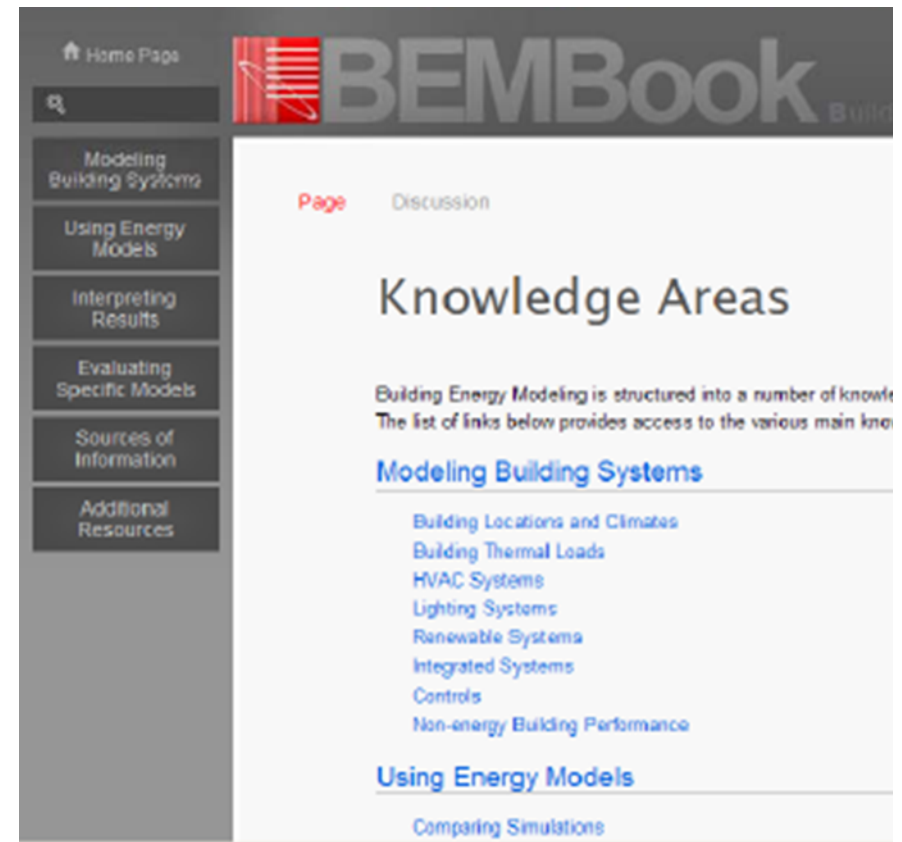 Home Page
BEMBook Build
Modeling
Building Systems
Using Energy
Models
Interpreting
Results
Evaluating
Specific Models
Sources of
Information
Additional
Resources
Page Discussion
Knowledge Areas
Building Energy Modeling is structured into a number of knowle
The list of links below provides access to the various main kno
Modeling Building Systems
Building Locations and Climates
Building Thermal Loads
HVAC Systems
Lighting Systems
Renewable Systems
Integrated Systems
Controls
Non-energy Building Performance
Using Energy Models
Comparing Simulations